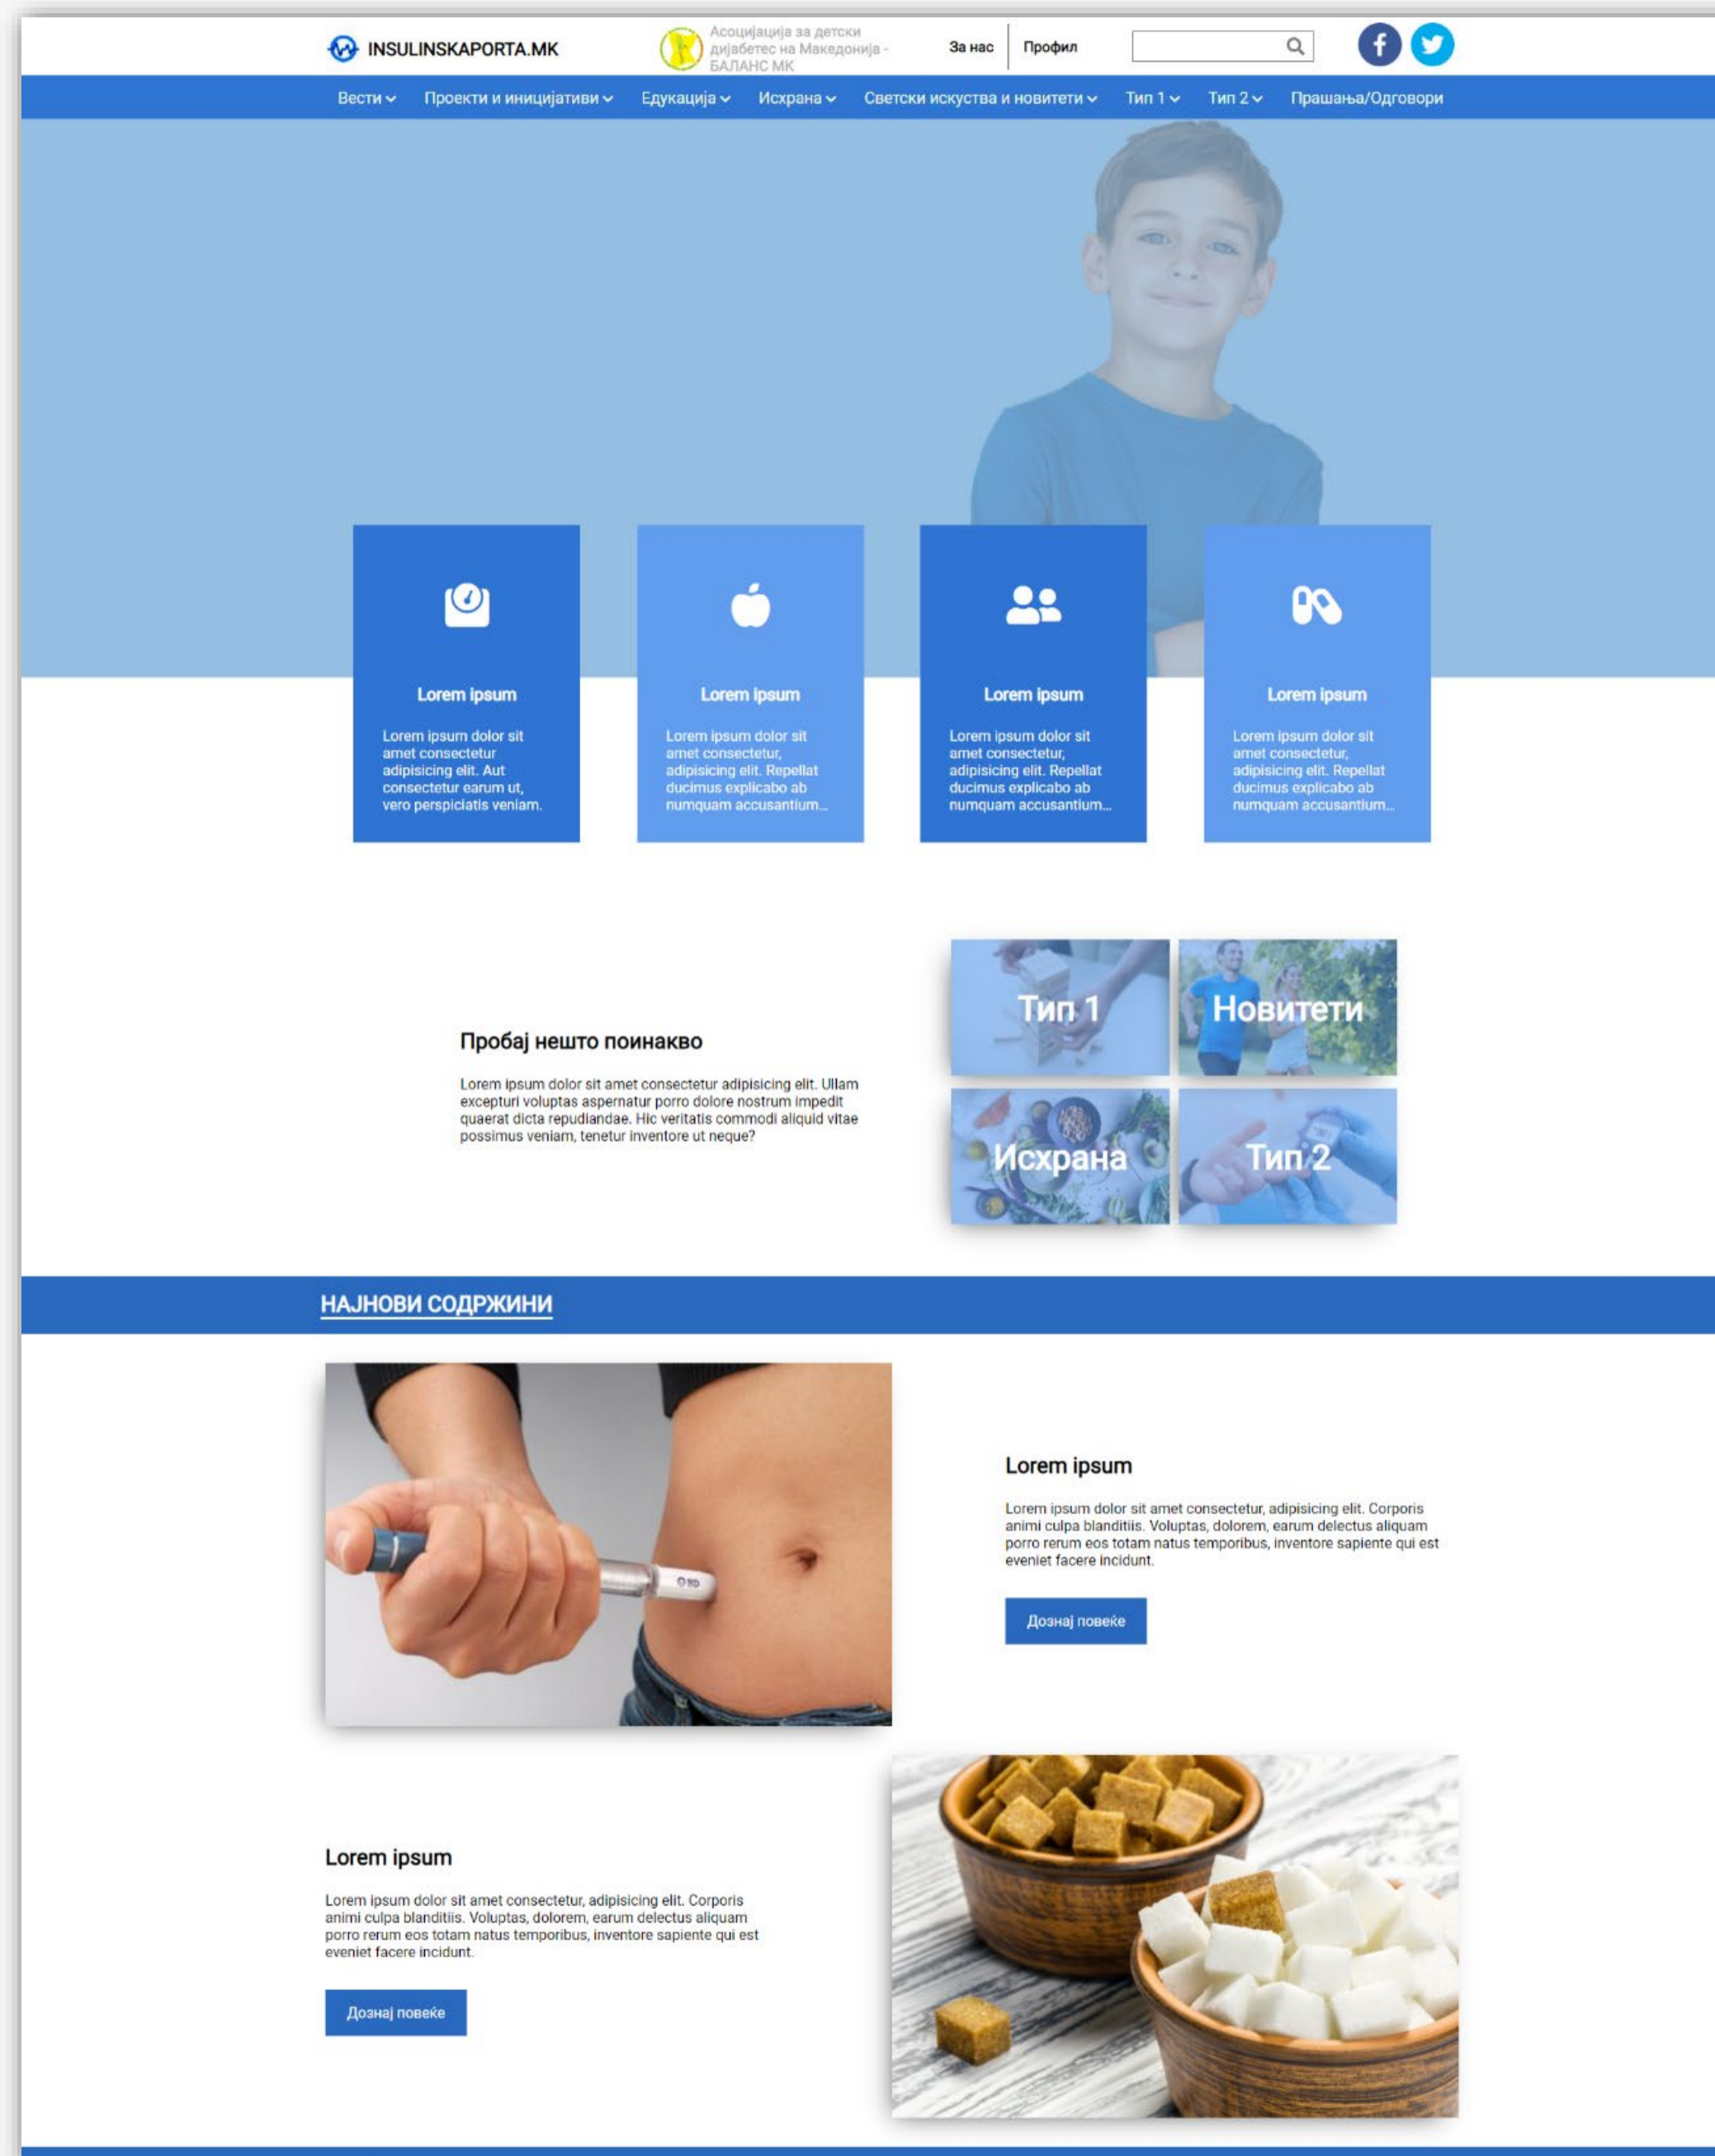 INSULINSKAPORTA.MK
Асоцијација за детски
дијабетес на Македонија -
БАЛАНС МК
За нас
Профил
Вести
Проекти и иницијативи
Едукација
Исхрана
Светски искуства и новитети
Тип 1
Тип 2
Прашања/Одговори
Lorem ipsum
Lorem ipsum dolor sit
amet consectetur
adipisicing elit. Aut
consectetur earum ut,
vero perspiciatis veniam.
Lorem ipsum
Lorem ipsum dolor sit
amet consectetur,
adipisicing elit. Repellat
ducimus explicabo ab
numquam accusantium...
Lorem ipsum
Lorem ipsum dolor sit
amet consectetur,
adipisicing elit. Repellat
ducimus explicabo ab
numquam accusantium...
Lorem ipsum
Lorem ipsum dolor sit
amet consectetur,
adipisicing elit. Repellat
ducimus explicabo ab
numquam accusantium...
Пробај нешто поинакво
Lorem ipsum dolor sit amet consectetur adipisicing elit. Ullam
excepturi voluptas aspernatur porro dolore nostrum impedit
quaerat dicta repudiandae. Hic veritatis commodi aliquid vitae
possimus veniam, tenetur inventore ut neque?
Тип 1
Новитети
Исхрана
Тип 2
НАЈНОВИ СОДРЖИНИ
BD
Lorem ipsum
Lorem ipsum dolor sit amet consectetur, adipisicing elit. Corporis
animi culpa blanditiis. Voluptas, dolorem, earum delectus aliquam
porro rerum eos totam natus temporibus, inventore sapiente qui est
eveniet facere incidunt.
Дознај повеќе
Lorem ipsum
Lorem ipsum dolor sit amet consectetur, adipisicing elit. Corporis
animi culpa blanditiis. Voluptas, dolorem, earum delectus aliquam
porro rerum eos totam natus temporibus, inventore sapiente qui est
eveniet facere incidunt.
Дознај повеќе